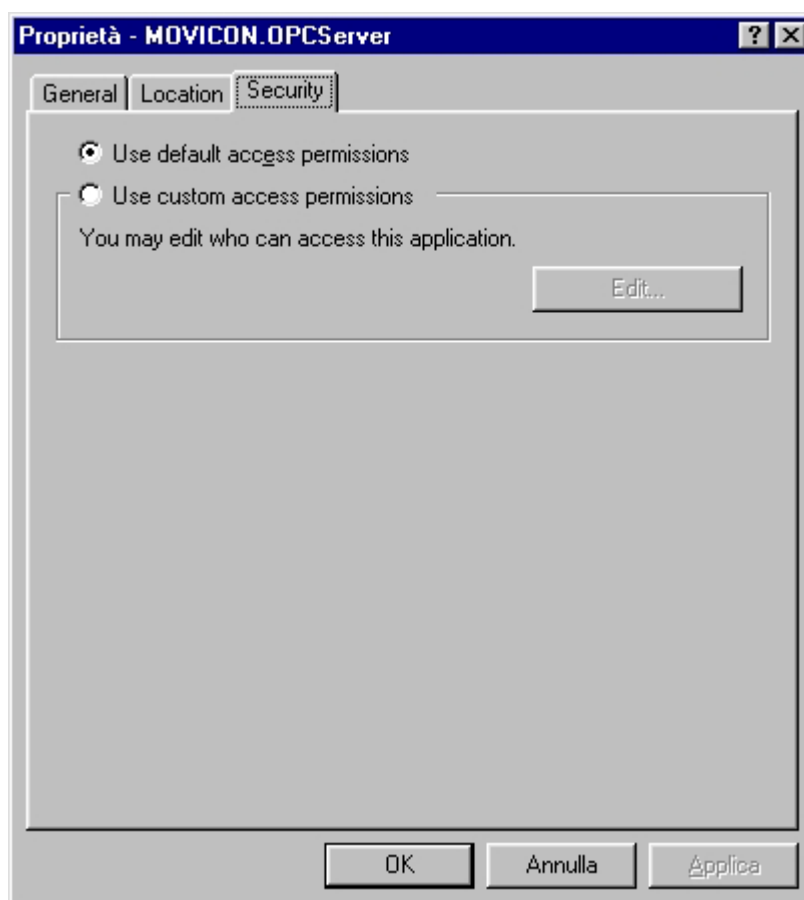 Proprietà - MOVICON.OPCServer
General Location Security
Use default access permissions
Use custom access permissions
You may edit who can access this application.
Edit...
OK Annulla Applica